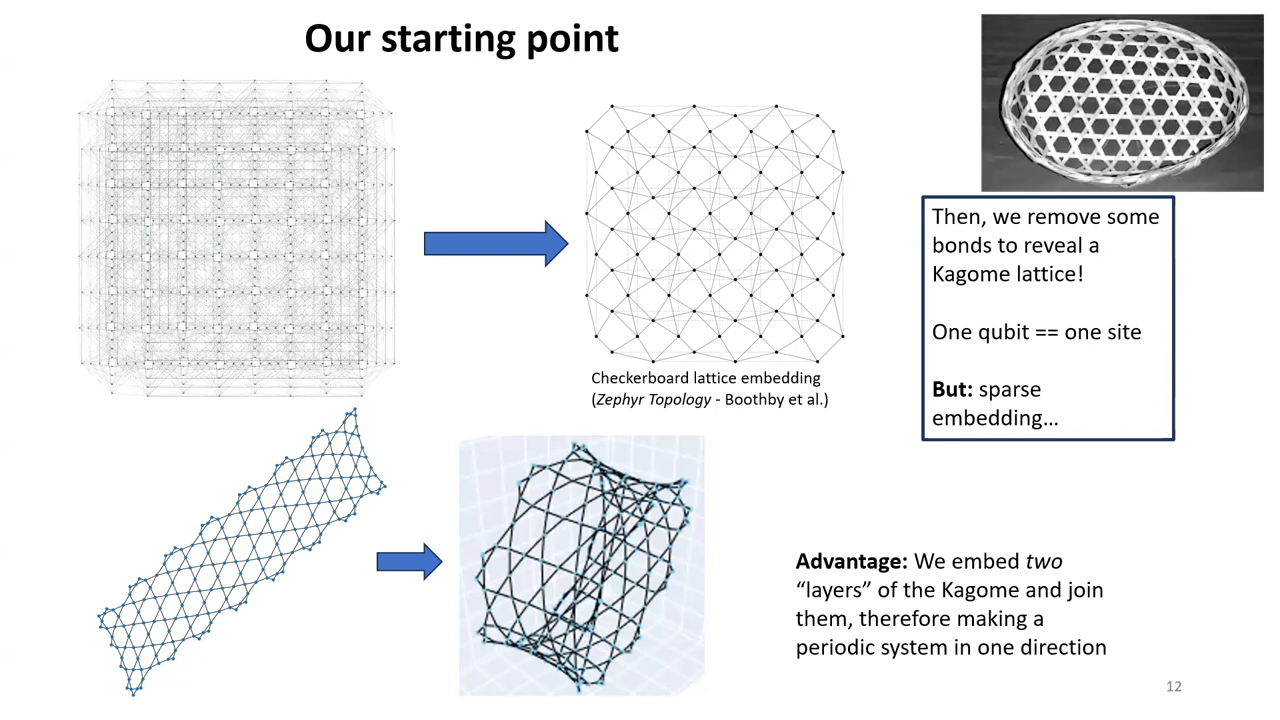 Our starting point
Then, we remove some
bonds to reveal a
Kagome lattice!
One qubit == one site
But: sparse
embedding…
Checkerboard lattice embedding
(Zephyr Topology - Boothby et al.)
Advantage: We embed two
“layers” of the Kagome and join
them, therefore making a
periodic system in one direction
12